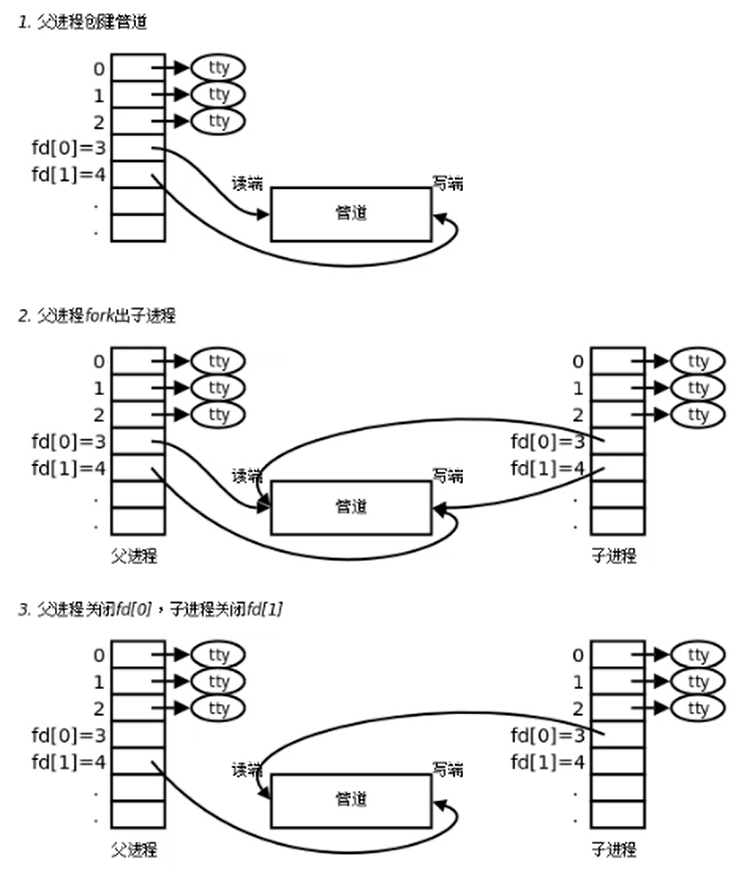 1. 父进程创建管道
0 tty
1 tty
2 tty
fd[0]=3
fd[1]=4
读端 写端
管道
.
.
2. 父进程fork出子进程
0 tty 0 tty
1 tty 1 tty
2 tty 2 tty
fd[0]=3 fd[0]=3
fd[1]=4 读端 写端 fd[1]=4
管道
. .
. .
父进程 子进程
3. 父进程关闭fd[0]，子进程关闭fd[1]
0 tty 0 tty
1 tty 1 tty
2 tty 2 tty
fd[0]=3 fd[0]=3
fd[1]=4 读端 写端 fd[1]=4
管道
. .
. .
父进程 子进程